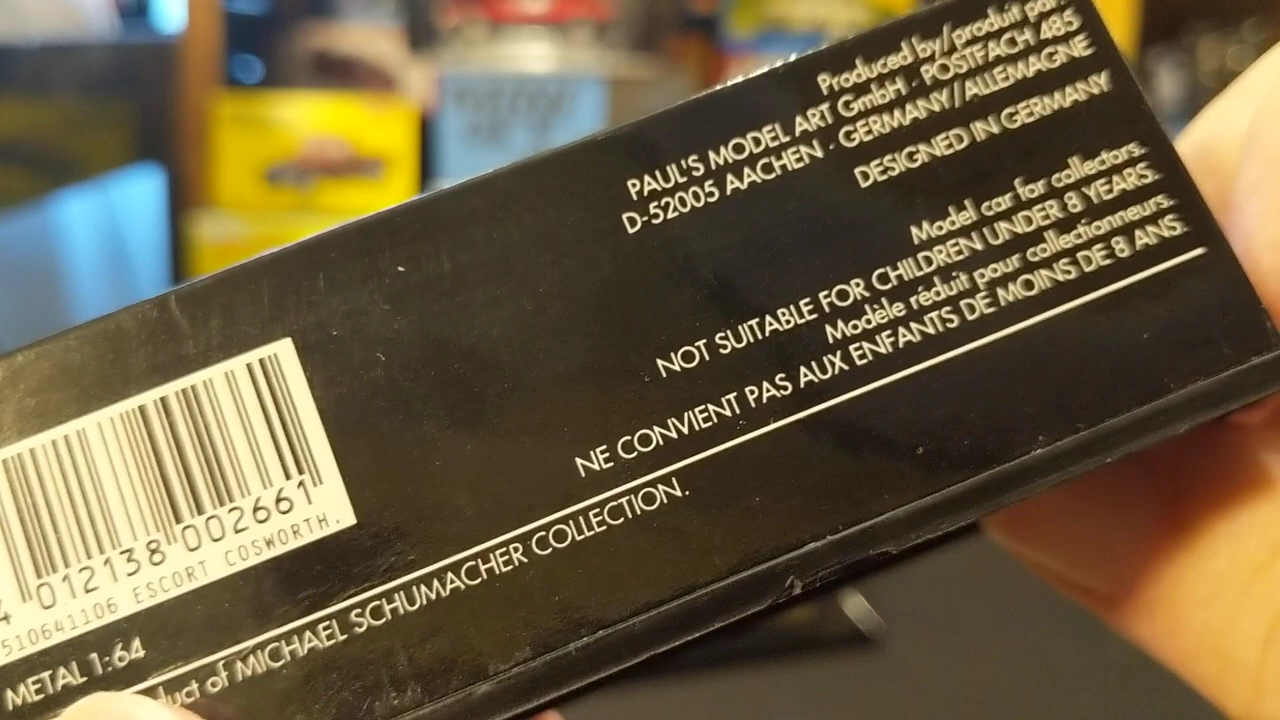 Produced by/produit par:
PAUL'S MODEL ART GmbH · POSTFACH 485
D-52005 AACHEN · GERMANY/ALLEMAGNE
DESIGNED IN GERMANY
Model car for collectors.
NOT SUITABLE FOR CHILDREN UNDER 8 YEARS.
Modèle réduit pour collectionneurs.
NE CONVIENT PAS AUX ENFANTS DE MOINS DE 8 ANS.
4 012138 002661
510641106 ESCORT COSWORTH.
METAL 1:64
of MICHAEL SCHUMACHER COLLECTION.